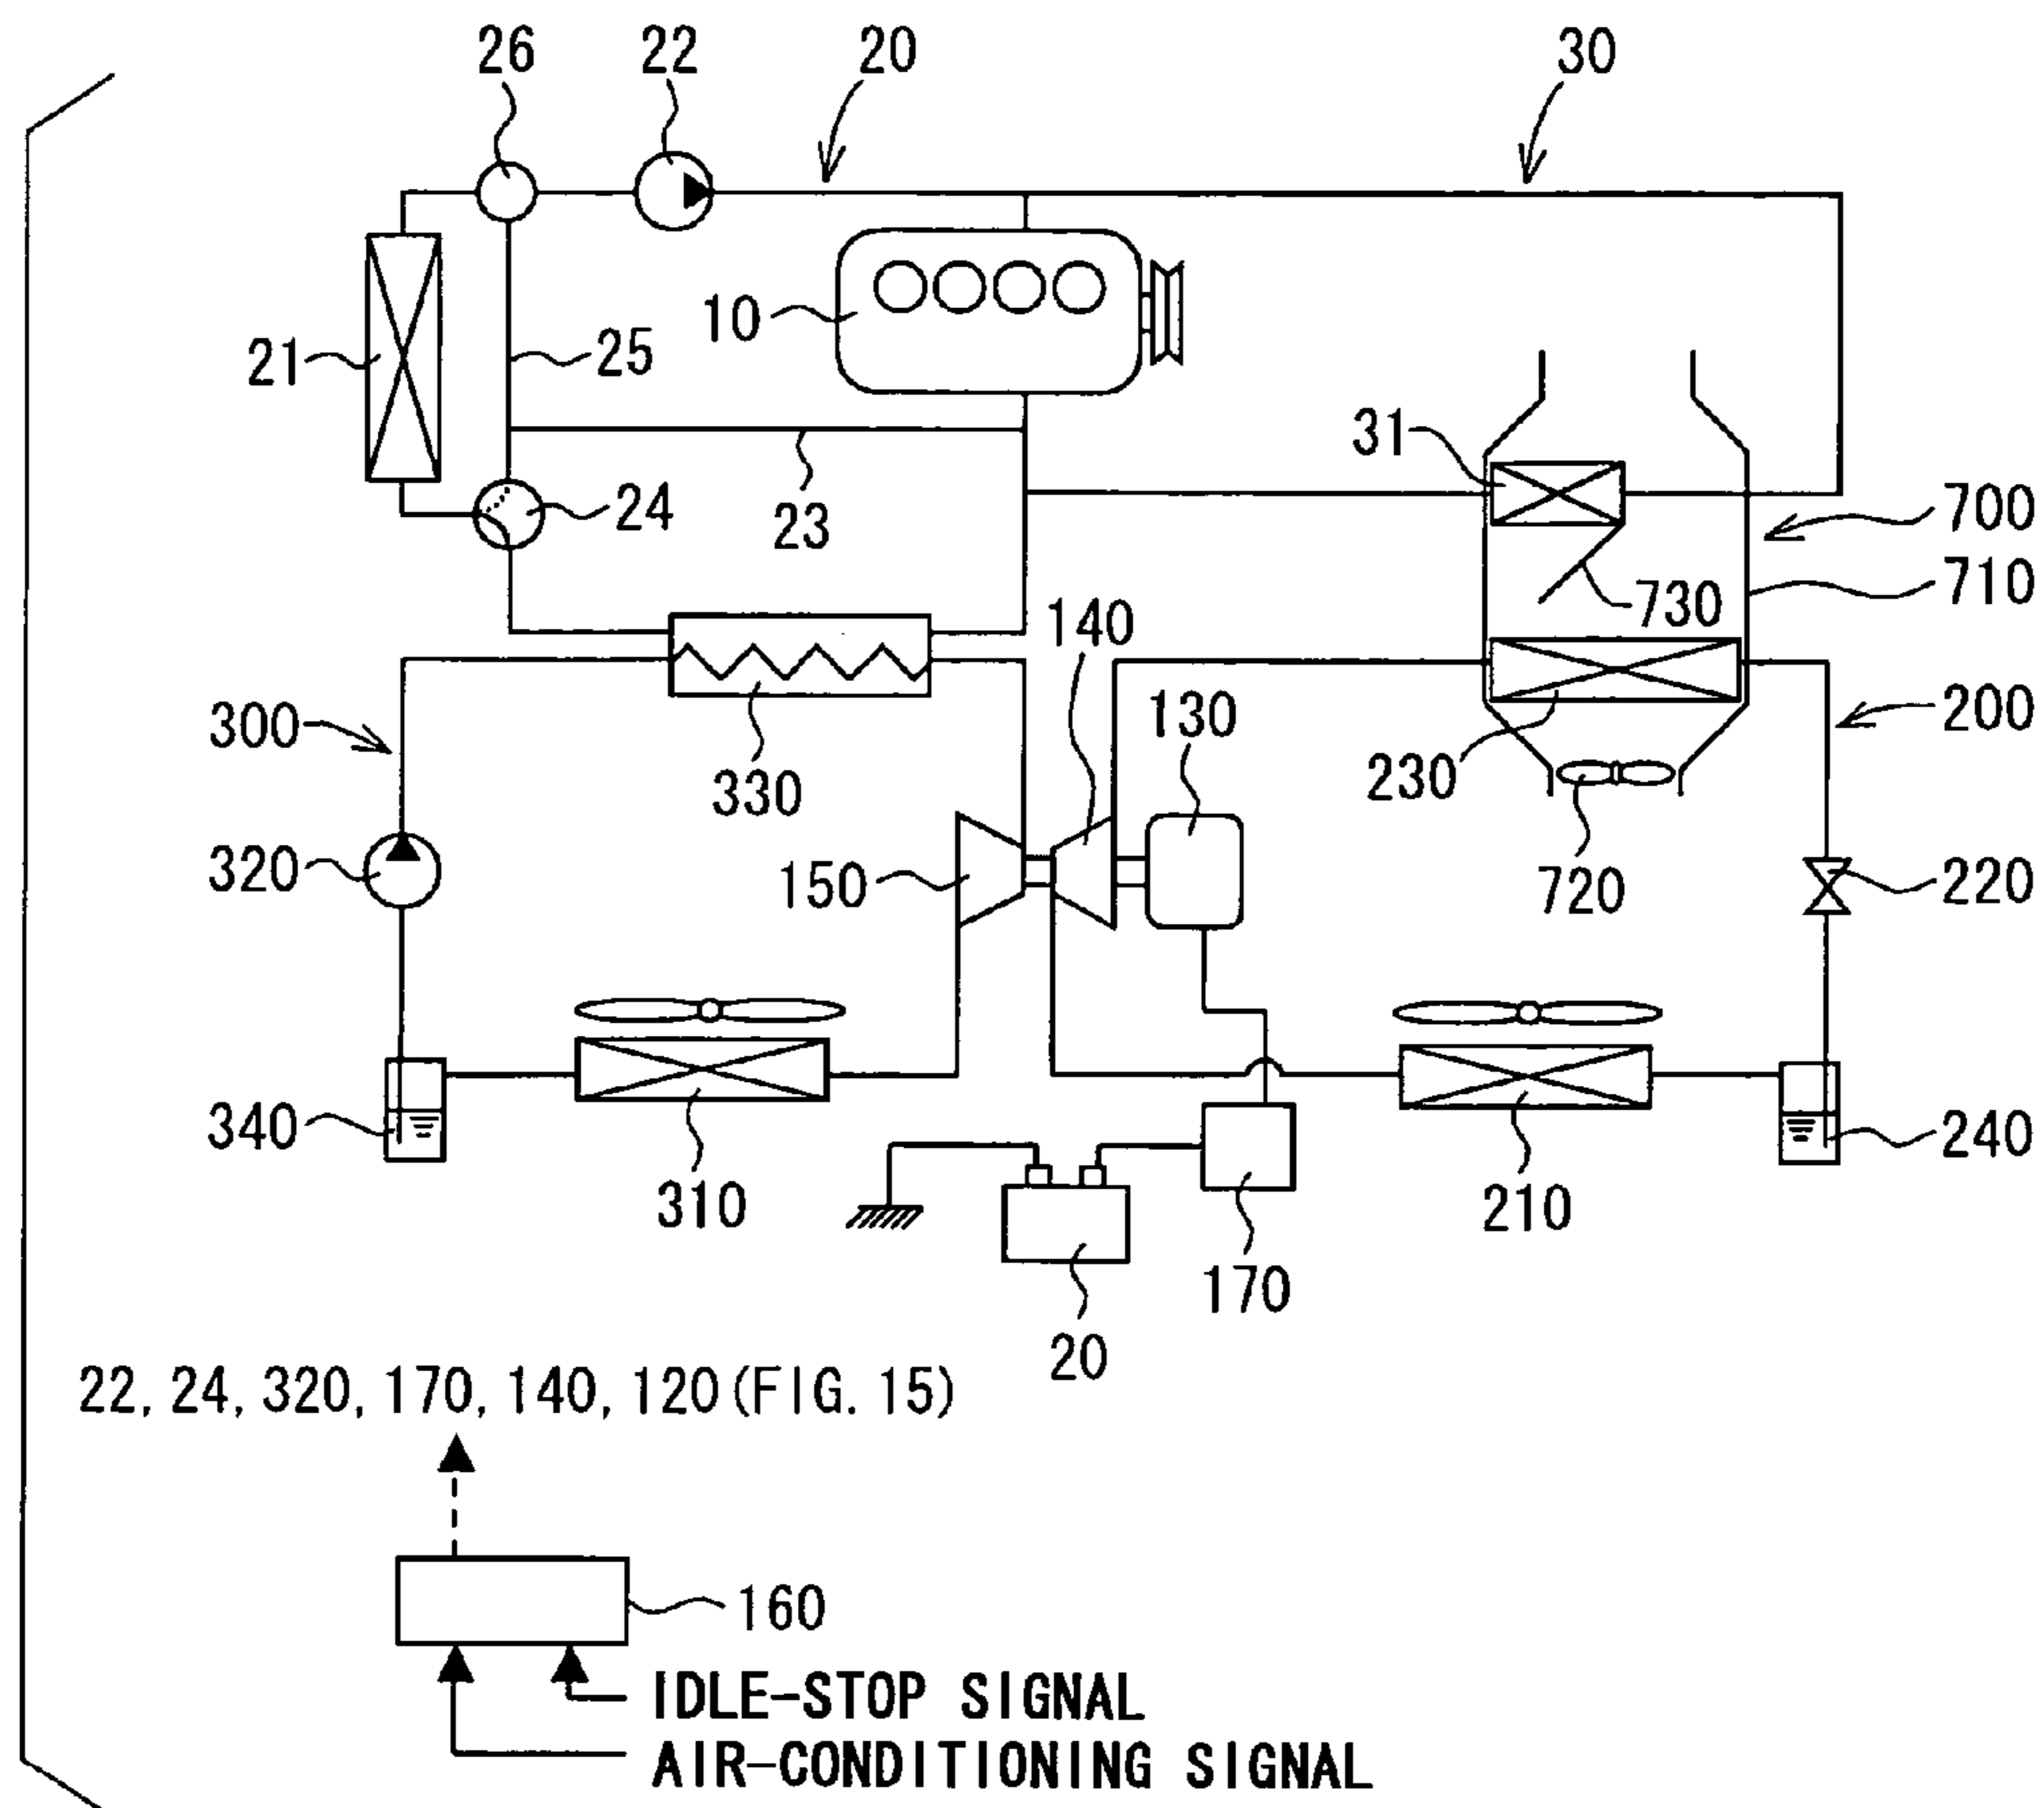 26 22 20 30
10
21 25
31
24 23 700
710
730
140
130
300 200
330 230
320 150 720 220
340 240
310 210
170
20
22, 24, 320, 170, 140, 120 (FIG. 15)
160
IDLE-STOP SIGNAL
AIR-CONDITIONING SIGNAL